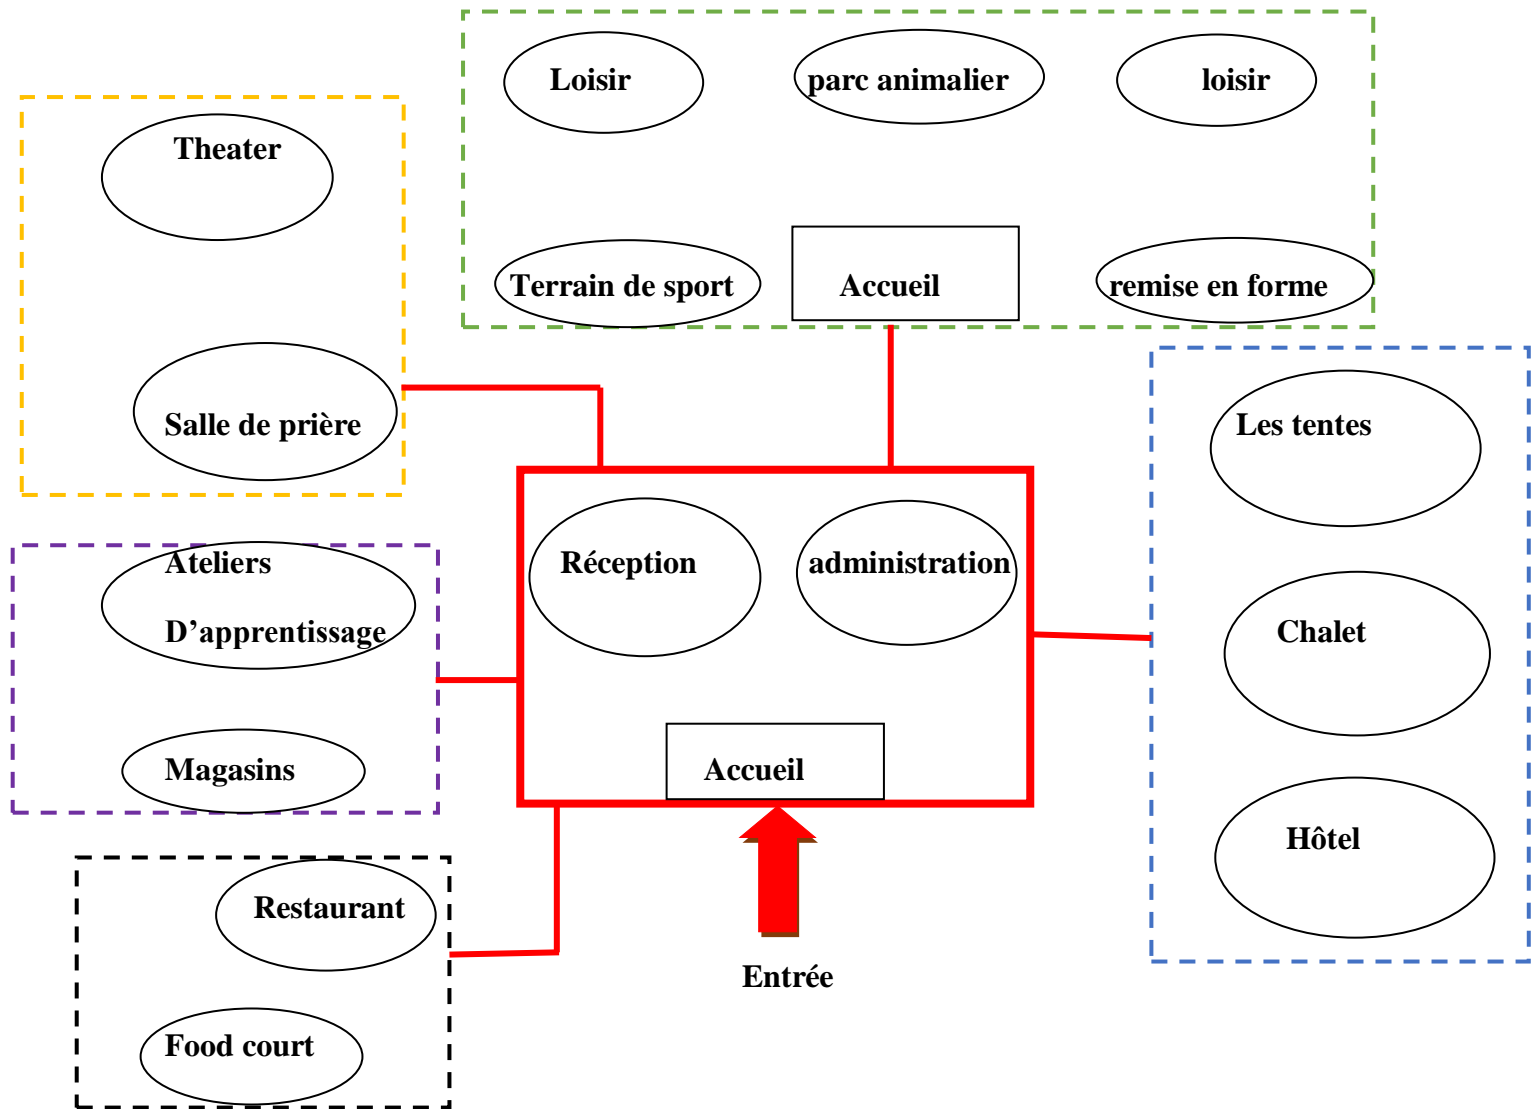 Loisir
parc animalier
loisir
Terrain de sport
Accueil
remise en forme
Theater
Salle de prière
Les tentes
Chalet
Hôtel
Réception
administration
Accueil
Ateliers
D’apprentissage
Magasins
Restaurant
Food court
Entrée